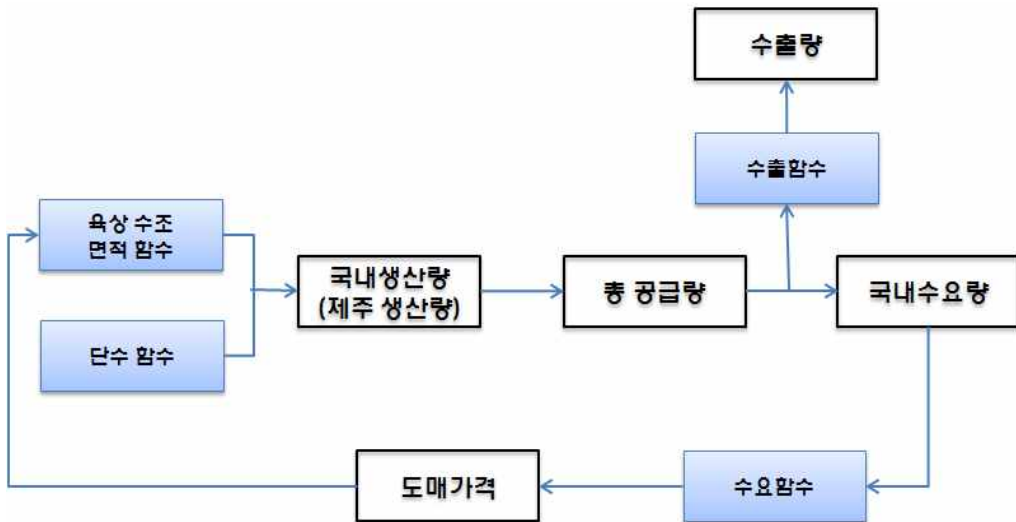 수출량
수출함수
육상 수조
면적 함수
국내생산량
(제주 생산량)
총 공급량
국내수요량
단수 함수
도매가격
수요함수